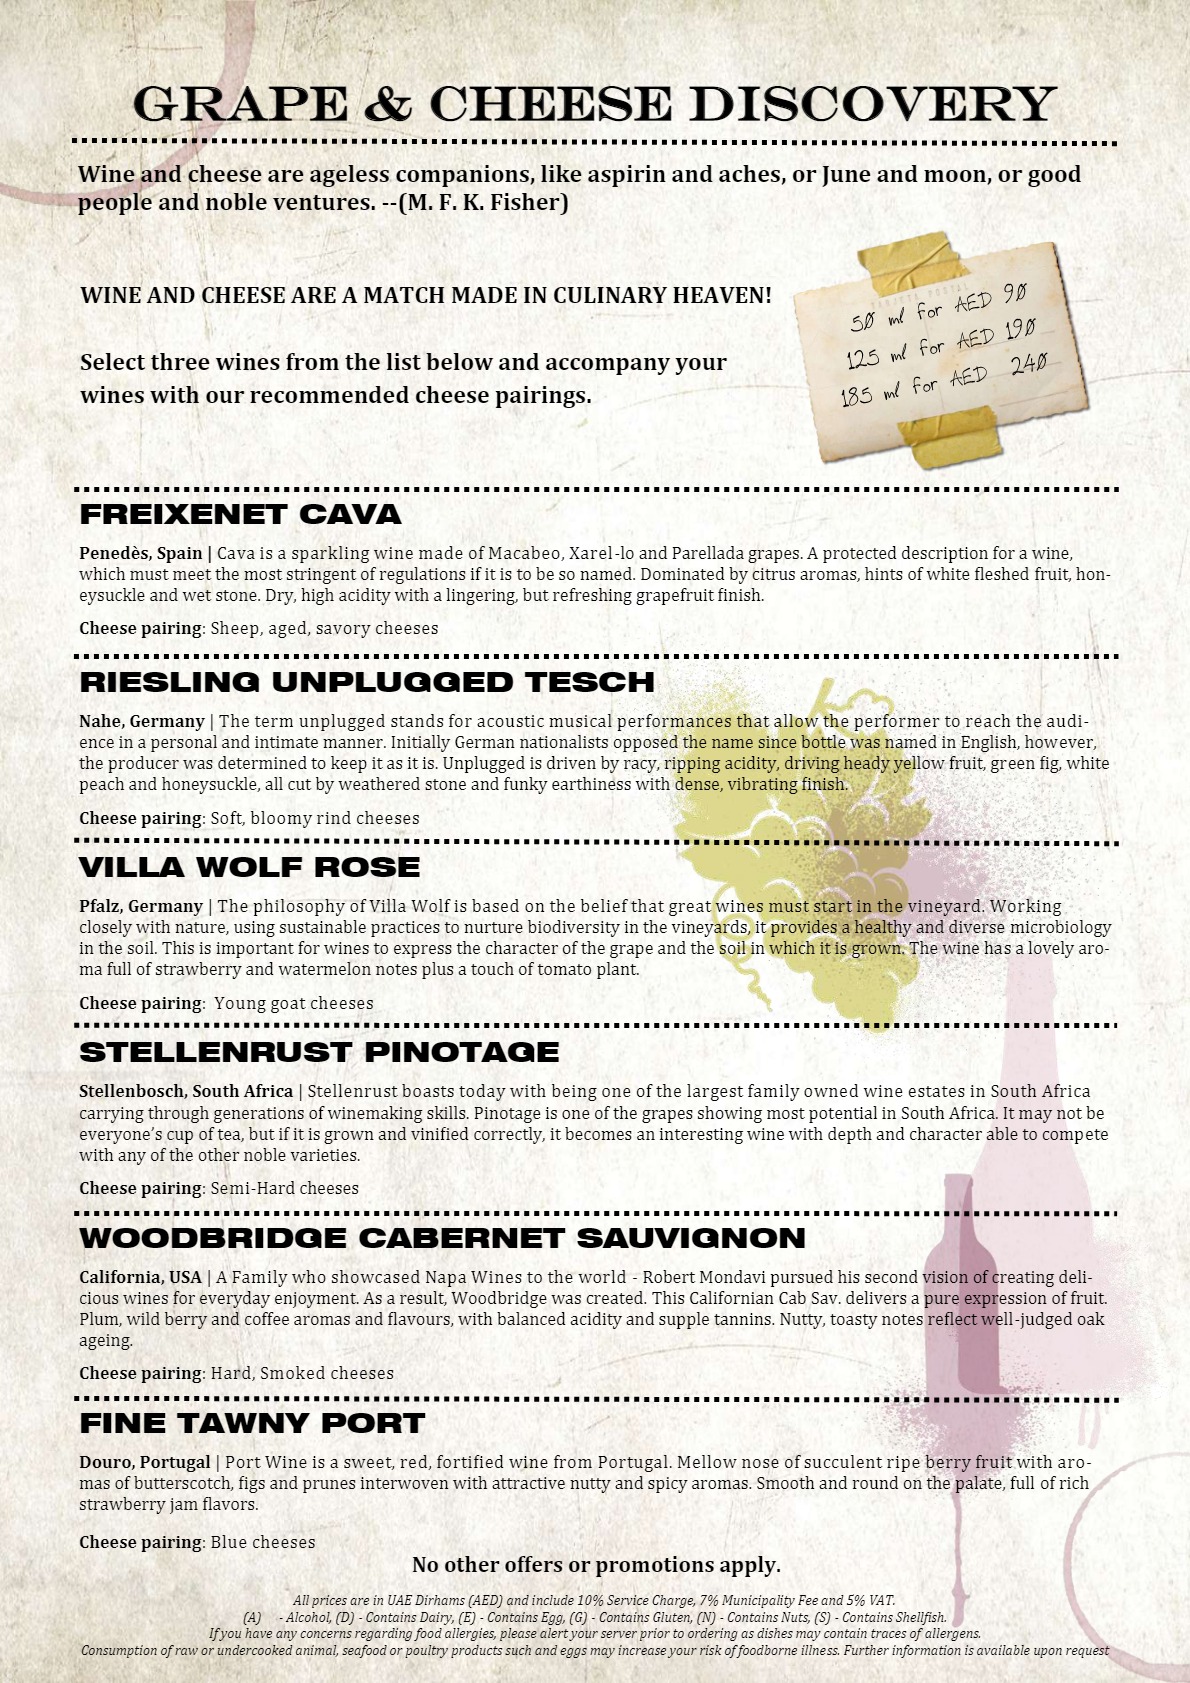 GRAPE & CHEESE DISCOVERY
Wine and cheese are ageless companions, like aspirin and aches, or June and moon, or good
people and noble ventures. --(M. F. K. Fisher)
WINE AND CHEESE ARE A MATCH MADE IN CULINARY HEAVEN!
Select three wines from the list below and accompany your
wines with our recommended cheese pairings.
50 ml for AED 90
125 ml for AED 190
185 ml for AED 240
FREIXENET CAVA
Penedès, Spain | Cava is a sparkling wine made of Macabeo, Xarel-lo and Parellada grapes. A protected description for a wine,
which must meet the most stringent of regulations if it is to be so named. Dominated by citrus aromas, hints of white fleshed fruit, hon-
eysuckle and wet stone. Dry, high acidity with a lingering, but refreshing grapefruit finish.
Cheese pairing: Sheep, aged, savory cheeses
RIESLING UNPLUGGED TESCH
Nahe, Germany | The term unplugged stands for acoustic musical performances that allow the performer to reach the audi-
ence in a personal and intimate manner. Initially German nationalists opposed the name since bottle was named in English, however,
the producer was determined to keep it as it is. Unplugged is driven by racy, ripping acidity, driving heady yellow fruit, green fig, white
peach and honeysuckle, all cut by weathered stone and funky earthiness with dense, vibrating finish.
Cheese pairing: Soft, bloomy rind cheeses
VILLA WOLF ROSE
Pfalz, Germany | The philosophy of Villa Wolf is based on the belief that great wines must start in the vineyard. Working
closely with nature, using sustainable practices to nurture biodiversity in the vineyards, it provides a healthy and diverse microbiology
in the soil. This is important for wines to express the character of the grape and the soil in which it is grown. The wine has a lovely aro-
ma full of strawberry and watermelon notes plus a touch of tomato plant.
Cheese pairing: Young goat cheeses
STELLENRUST PINOTAGE
Stellenbosch, South Africa | Stellenrust boasts today with being one of the largest family owned wine estates in South Africa
carrying through generations of winemaking skills. Pinotage is one of the grapes showing most potential in South Africa. It may not be
everyone's cup of tea, but if it is grown and vinified correctly, it becomes an interesting wine with depth and character able to compete
with any of the other noble varieties.
Cheese pairing: Semi-Hard cheeses
WOODBRIDGE CABERNET SAUVIGNON
California, USA | A Family who showcased Napa Wines to the world - Robert Mondavi pursued his second vision of creating deli-
cious wines for everyday enjoyment. As a result, Woodbridge was created. This Californian Cab Sav. delivers a pure expression of fruit.
Plum, wild berry and coffee aromas and flavours, with balanced acidity and supple tannins. Nutty, toasty notes reflect well-judged oak
ageing.
Cheese pairing: Hard, Smoked cheeses
FINE TAWNY PORT
Douro, Portugal | Port Wine is a sweet, red, fortified wine from Portugal. Mellow nose of succulent ripe berry fruit with aro-
mas of butterscotch, figs and prunes interwoven with attractive nutty and spicy aromas. Smooth and round on the palate, full of rich
strawberry jam flavors.
Cheese pairing: Blue cheeses
No other offers or promotions apply.
All prices are in UAE Dirhams (AED) and include 10% Service Charge, 7% Municipality Fee and 5% VAT.
(A) - Alcohol, (D) - Contains Dairy, (E) - Contains Egg, (G) - Contains Gluten, (N) - Contains Nuts, (S) - Contains Shellfish.
If you have any concerns regarding food allergies, please alert your server prior to ordering as dishes may contain traces of allergens.
Consumption of raw or undercooked animal, seafood or poultry products such and eggs may increase your risk of foodborne illness. Further information is available upon request